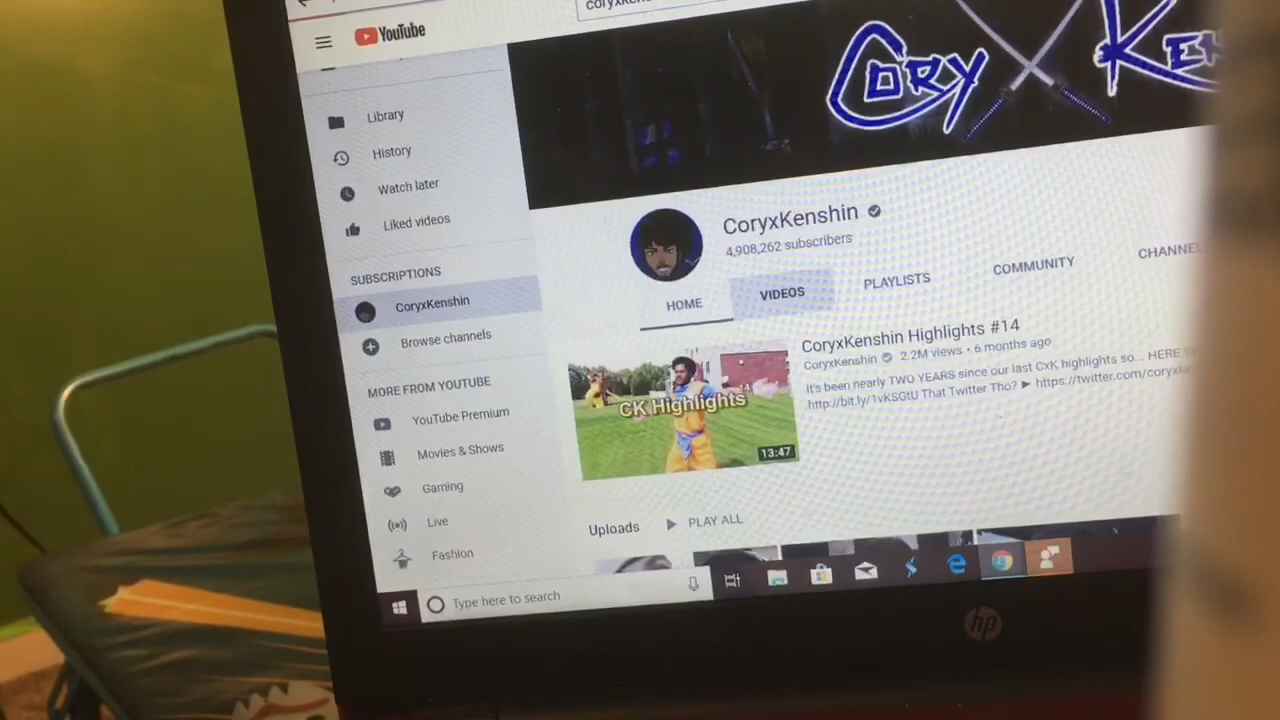 coryxken
YouTube
CORY KEN
Library
History
Watch later
Liked videos
SUBSCRIPTIONS
CoryxKenshin
Browse channels
MORE FROM YOUTUBE
YouTube Premium
Movies & Shows
Gaming
Live
Fashion
CoryxKenshin
4,908,262 subscribers
HOME VIDEOS PLAYLISTS COMMUNITY CHANNEL
CK Highlights
13:47
CoryxKenshin Highlights #14
CoryxKenshin 2.2M views • 6 months ago
It's been nearly TWO YEARS since our last CxK highlights so... HERE
http://bit.ly/1vKSGtU That Twitter Tho? ► https://twitter.com/coryx
Uploads PLAY ALL
Type here to search
hp